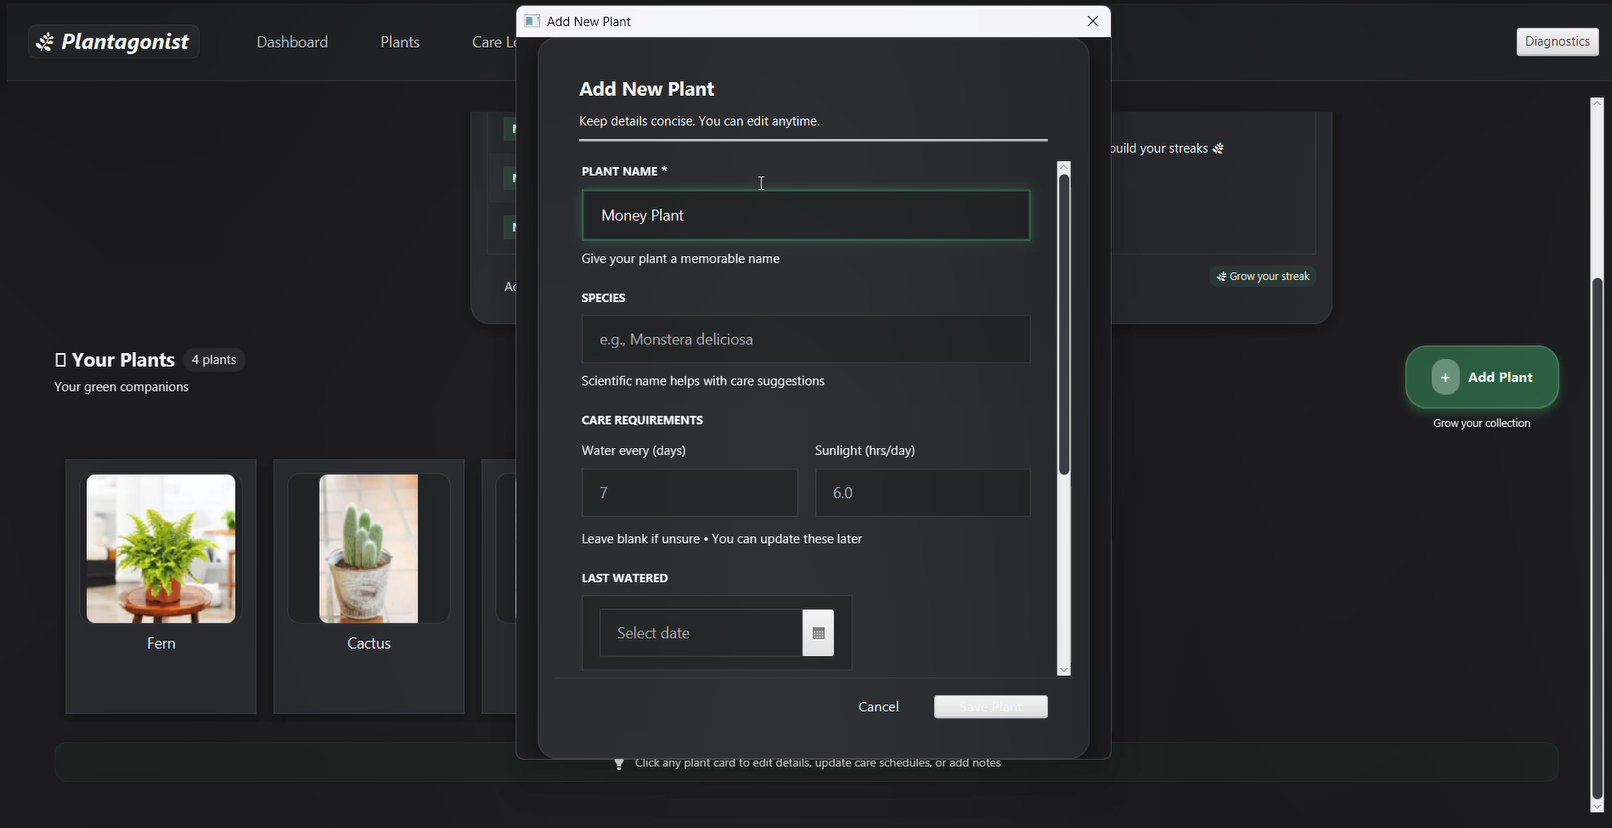 Add New Plant
Plantagonist
Dashboard
Plants
Care Lo
Diagnostics
Add New Plant
Keep details concise. You can edit anytime.
build your streaks
PLANT NAME *
Money Plant
Give your plant a memorable name
Grow your streak
Ad
SPECIES
e.g., Monstera deliciosa
Your Plants
4 plants
Your green companions
Scientific name helps with care suggestions
+ Add Plant
Grow your collection
CARE REQUIREMENTS
Water every (days)
Sunlight (hrs/day)
7
6.0
Leave blank if unsure • You can update these later
LAST WATERED
Select date
Fern
Cactus
Cancel
Save Plant
Click any plant card to edit details, update care schedules, or add notes